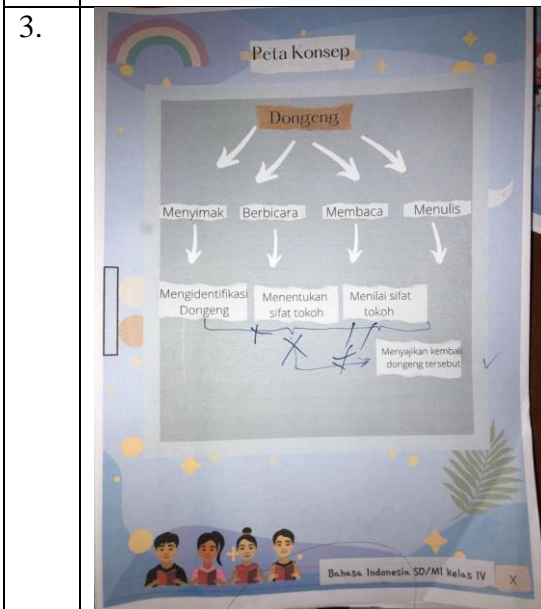 3.
Peta Konsep
Dongeng
Menyimak Berbicara Membaca Menulis
Mengidentifikasi
Dongeng
Menentukan
sifat tokoh
Menilai sifat
tokoh
Menyajikan kembali
dongeng tersebut
Bahasa Indonesia SD/MI kelas IV X